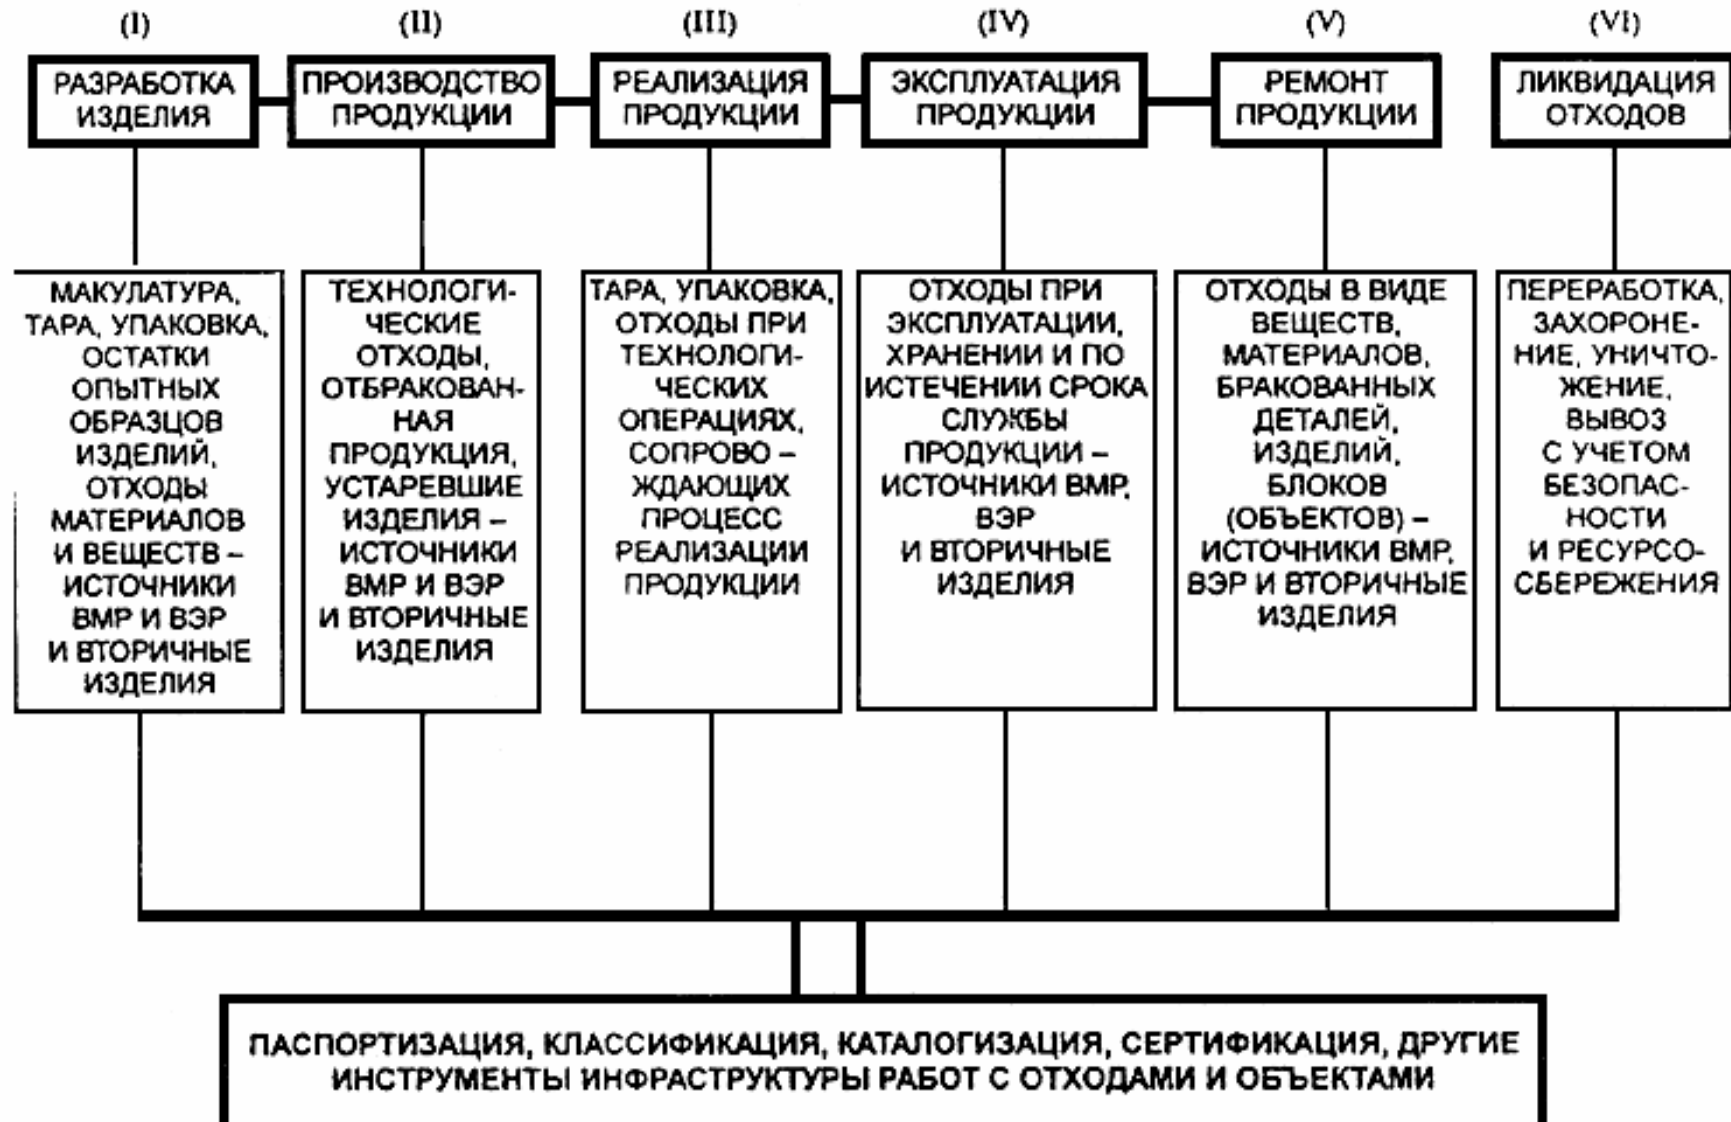 (I)
(II)
(III)
(IV)
(V)
(VI)
РАЗРАБОТКА
ИЗДЕЛИЯ
ПРОИЗВОДСТВО
ПРОДУКЦИИ
РЕАЛИЗАЦИЯ
ПРОДУКЦИИ
ЭКСПЛУАТАЦИЯ
ПРОДУКЦИИ
РЕМОНТ
ПРОДУКЦИИ
ЛИКВИДАЦИЯ
ОТХОДОВ
МАКУЛАТУРА,
ТАРА, УПАКОВКА,
ОСТАТКИ
ОПЫТНЫХ
ОБРАЗЦОВ
ИЗДЕЛИЙ,
ОТХОДЫ
МАТЕРИАЛОВ
И ВЕЩЕСТВ –
ИСТОЧНИКИ
ВМР И ВЭР
И ВТОРИЧНЫЕ
ИЗДЕЛИЯ
ТЕХНОЛОГИ-
ЧЕСКИЕ
ОТХОДЫ,
ОТБРАКОВАН-
НАЯ
ПРОДУКЦИЯ,
УСТАРЕВШИЕ
ИЗДЕЛИЯ –
ИСТОЧНИКИ
ВМР И ВЭР
И ВТОРИЧНЫЕ
ИЗДЕЛИЯ
ТАРА, УПАКОВКА,
ОТХОДЫ ПРИ
ТЕХНОЛОГИ-
ЧЕСКИХ
ОПЕРАЦИЯХ,
СОПРОВО –
ЖДАЮЩИХ
ПРОЦЕСС
РЕАЛИЗАЦИИ
ПРОДУКЦИИ
ОТХОДЫ ПРИ
ЭКСПЛУАТАЦИИ,
ХРАНЕНИИ И ПО
ИСТЕЧЕНИИ СРОКА
СЛУЖБЫ
ПРОДУКЦИИ –
ИСТОЧНИКИ ВМР,
ВЭР
И ВТОРИЧНЫЕ
ИЗДЕЛИЯ
ОТХОДЫ В ВИДЕ
ВЕЩЕСТВ,
МАТЕРИАЛОВ,
БРАКОВАННЫХ
ДЕТАЛЕЙ,
ИЗДЕЛИЙ,
БЛОКОВ
(ОБЪЕКТОВ) –
ИСТОЧНИКИ ВМР,
ВЭР И ВТОРИЧНЫЕ
ИЗДЕЛИЯ
ПЕРЕРАБОТКА,
ЗАХОРОНЕ-
НИЕ, УНИЧТО-
ЖЕНИЕ,
ВЫВОЗ
С УЧЕТОМ
БЕЗОПАС-
НОСТИ
И РЕСУРСО-
СБЕРЕЖЕНИЯ
ПАСПОРТИЗАЦИЯ, КЛАССИФИКАЦИЯ, КАТАЛОГИЗАЦИЯ, СЕРТИФИКАЦИЯ, ДРУГИЕ
ИНСТРУМЕНТЫ ИНФРАСТРУКТУРЫ РАБОТ С ОТХОДАМИ И ОБЪЕКТАМИ